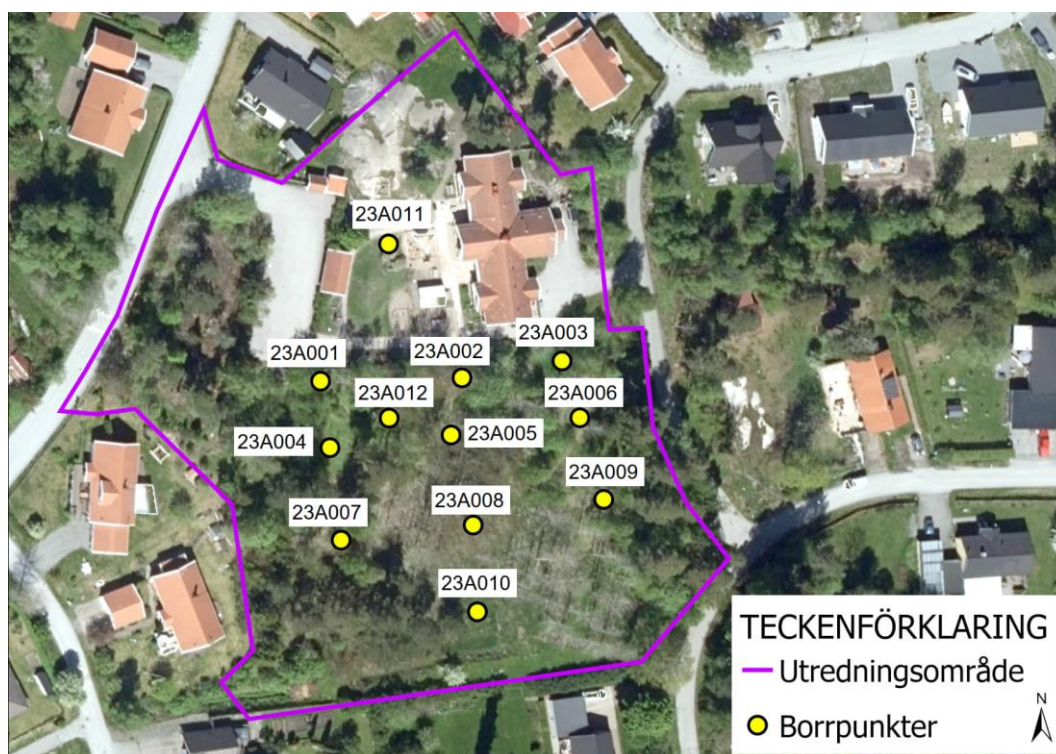 23A011
23A003
23A002
23A001
23A012
23A006
23A005
23A004
23A009
23A008
23A007
23A010
TECKENFÖRKLARING
Utredningsområde
Borrpunkter
N